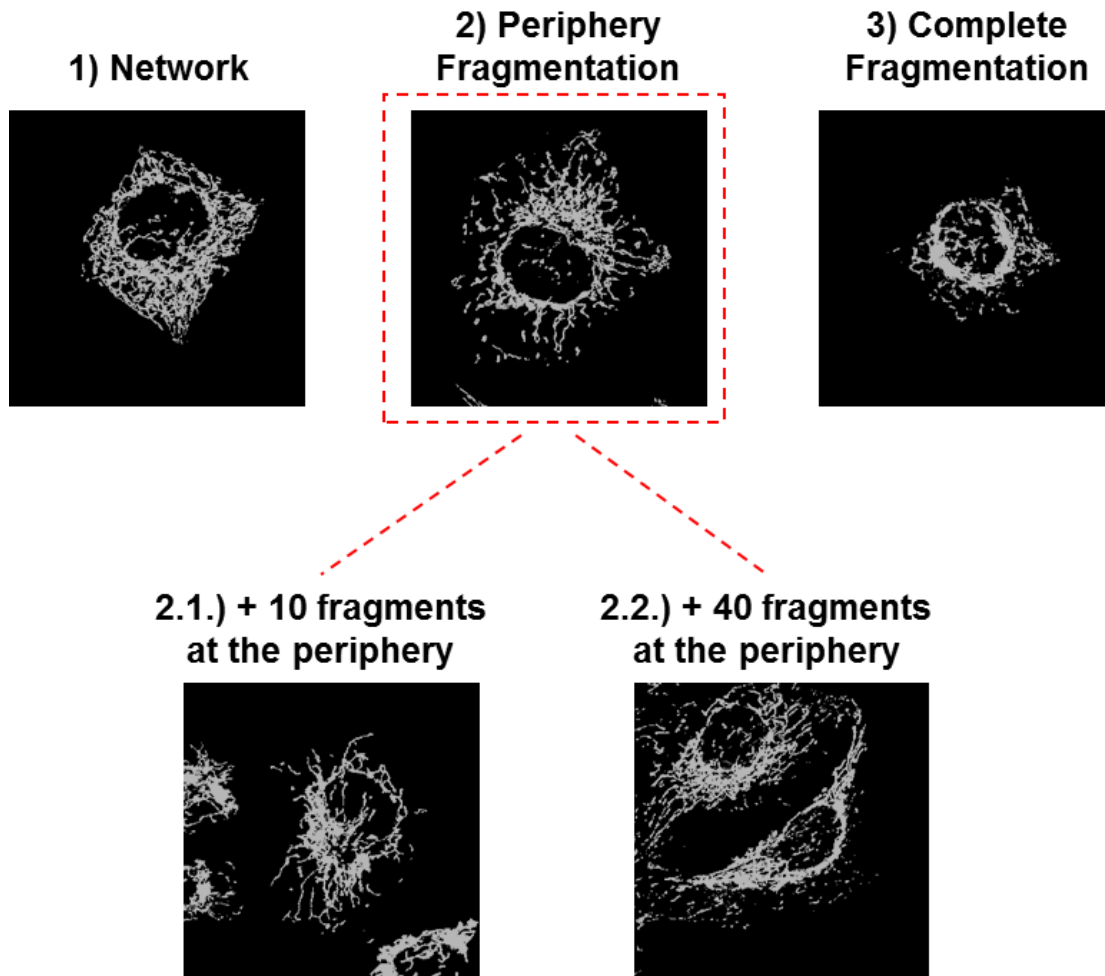 1) Network
2) Periphery
Fragmentation
3) Complete
Fragmentation
2.1.) + 10 fragments
at the periphery
2.2.) + 40 fragments
at the periphery